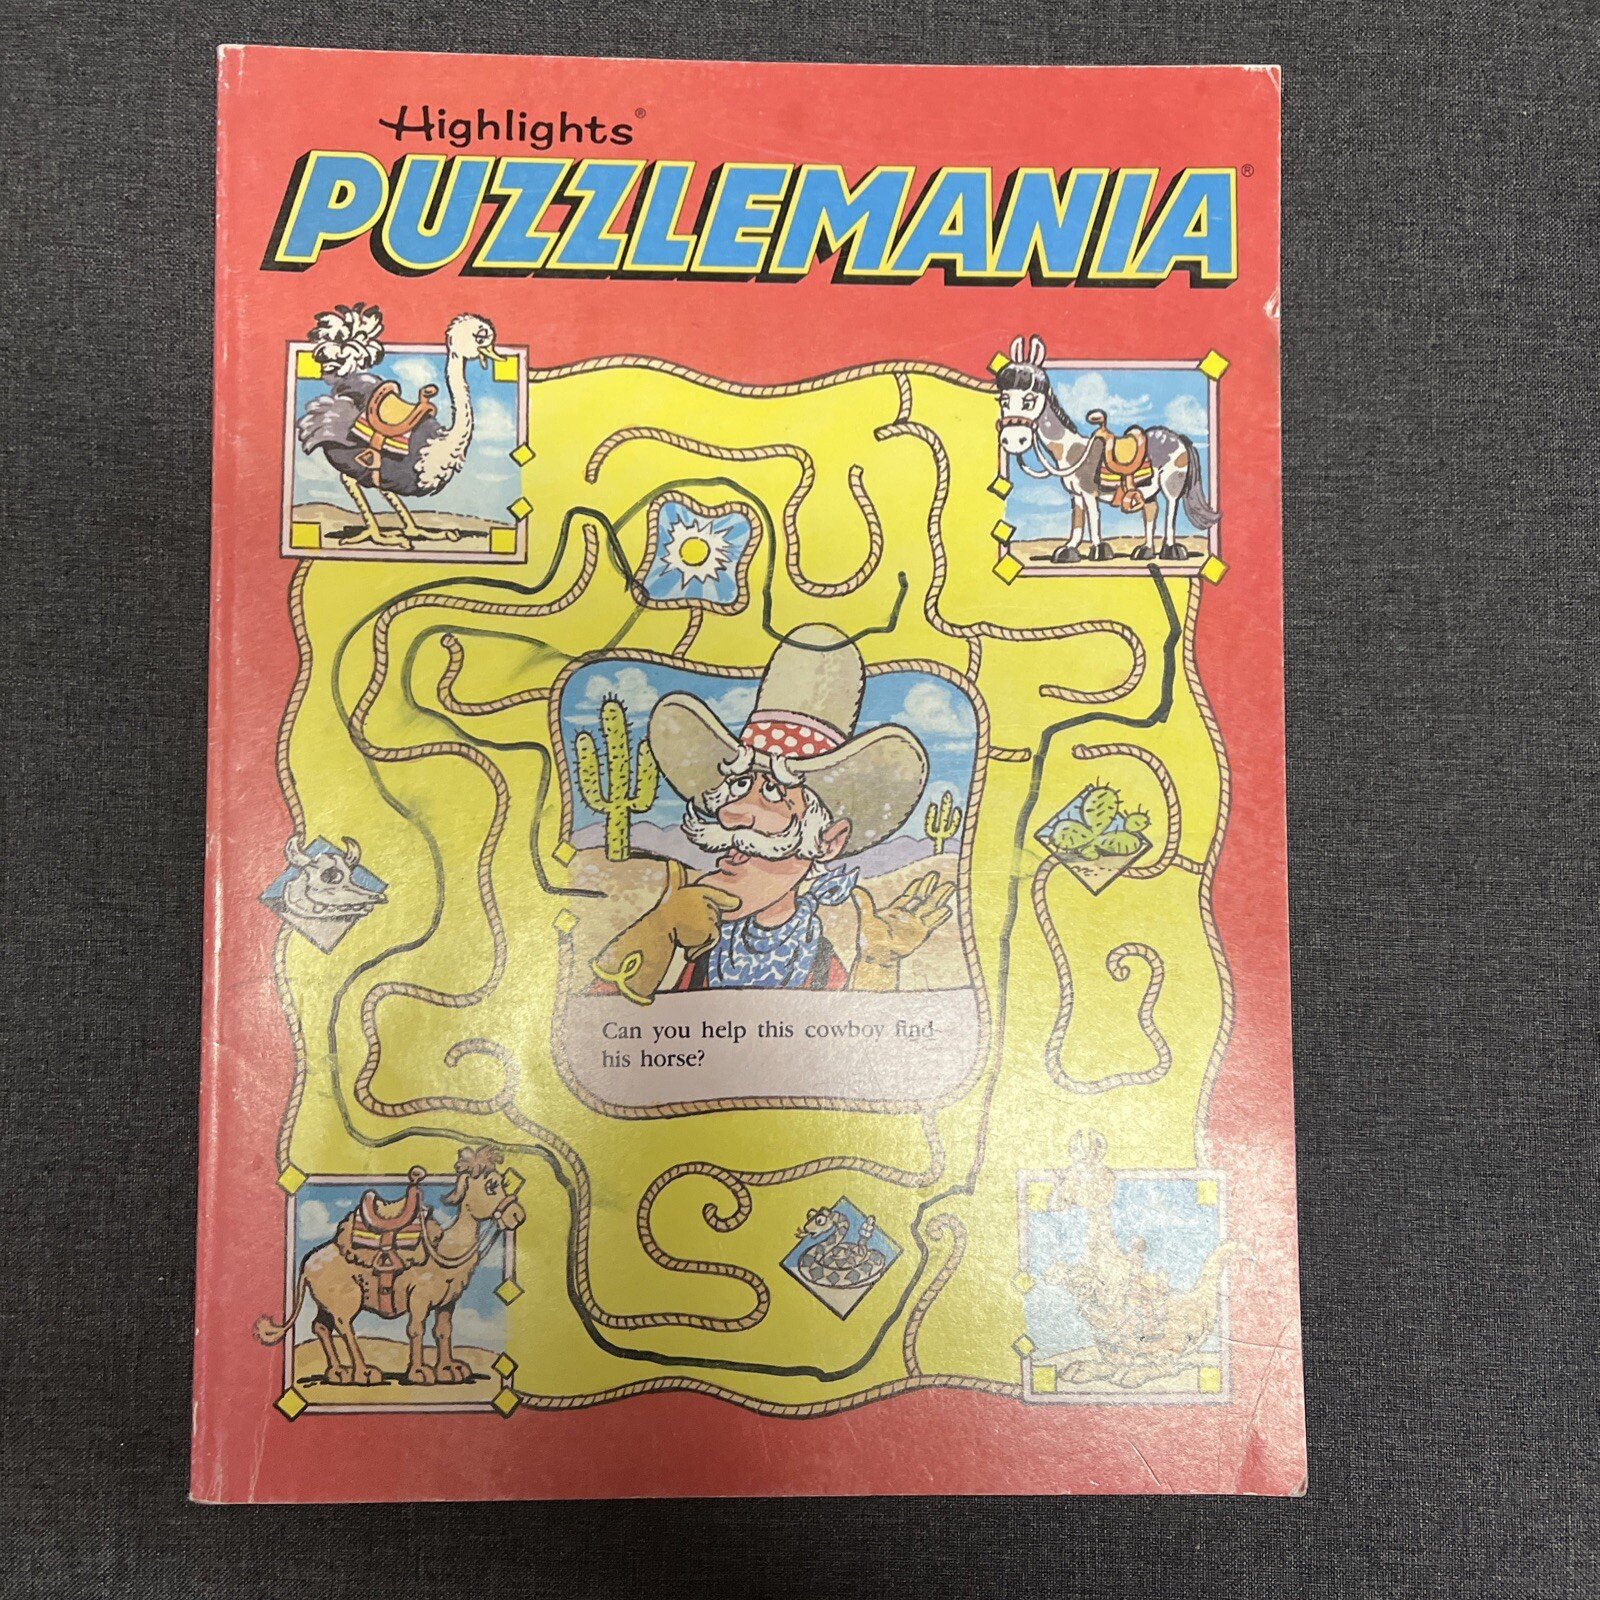 Highlights®
PUZZLEMANIA®
Can you help this cowboy find
his horse?